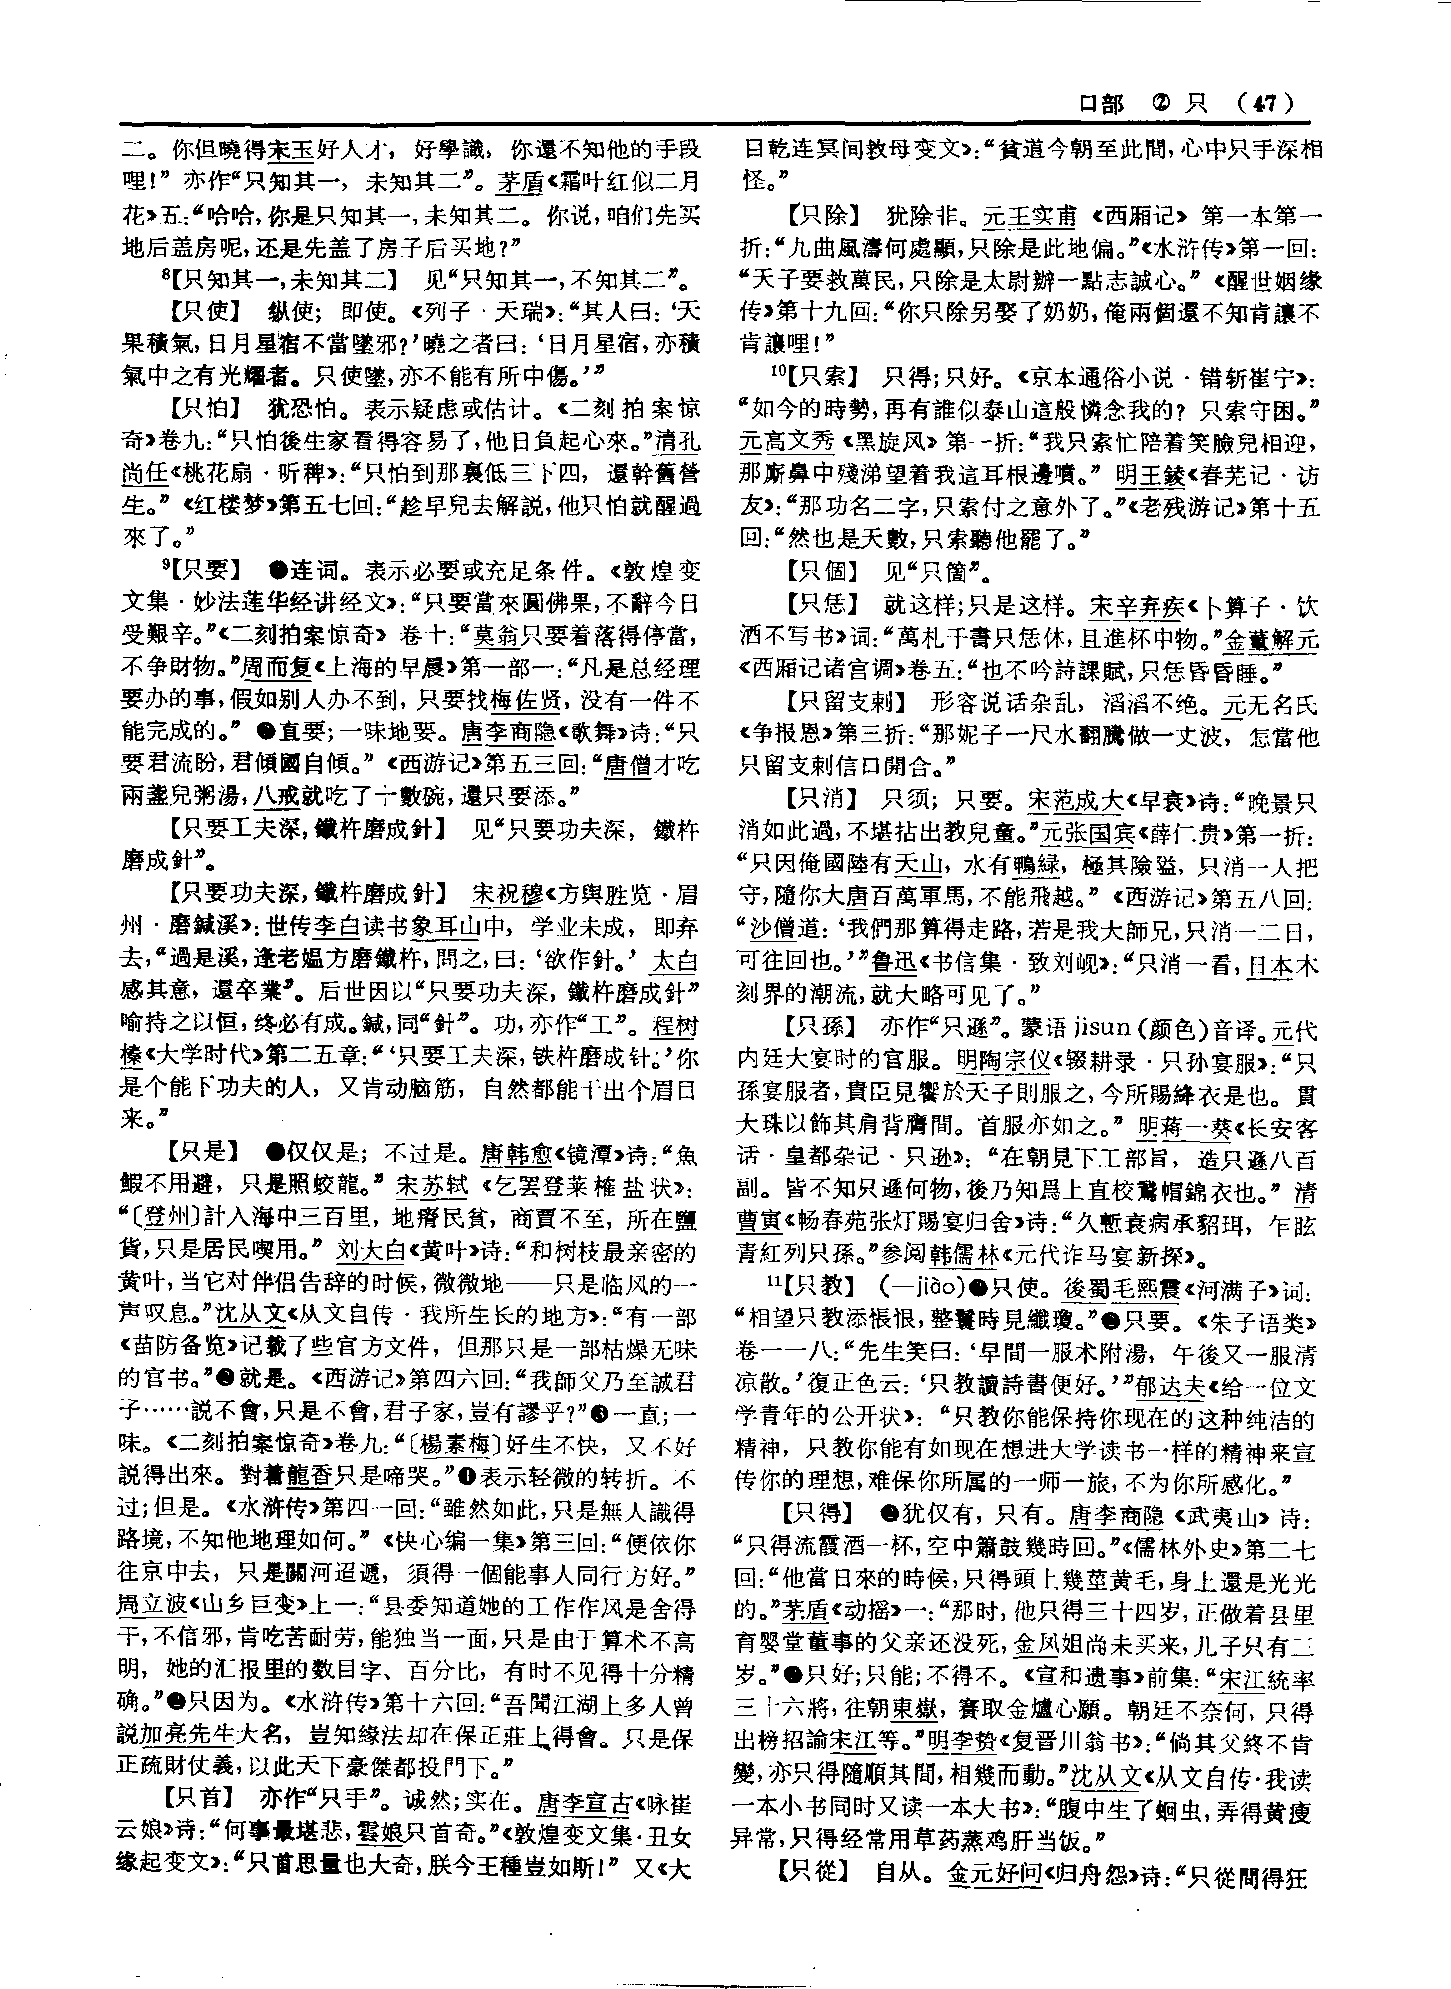 口部 ② 只 （47）
二。你但曉得宋玉好人才，好學識，你還不知他的手段
哩！”亦作“只知其一，未知其二”。茅盾《霜叶红似二月
花》五：“哈哈，你是只知其一，未知其二。你说，咱们先买
地后盖房呢，还是先盖了房子后买地？”
⁸【只知其一，未知其二】 见“只知其一，不知其二”。
【只使】 纵使；即使。《列子·天瑞》：“其人曰：‘天
果積氣，日月星宿不當墜邪？’曉之者曰：‘日月星宿，亦積
氣中之有光耀者。只使墜，亦不能有所中傷。’”
【只怕】 犹恐怕。表示疑虑或估计。《二刻拍案惊
奇》卷九：“只怕後生家看得容易了，他日負起心來。”清孔
尚任《桃花扇·听稗》：“只怕到那裏低三下四，還幹舊營
生。”《红楼梦》第五七回：“趁早兒去解説，他只怕就醒過
來了。”
⁹【只要】 ❶连词。表示必要或充足条件。《敦煌变
文集·妙法莲华经讲经文》：“只要當來圓佛果，不辭今日
受艱辛。”《二刻拍案惊奇》卷十：“莫翁只要着落得停當，
不争財物。”周而复《上海的早晨》第一部一：“凡是总经理
要办的事，假如别人办不到，只要找梅佐贤，没有一件不
能完成的。”❷直要；一味地要。唐李商隐《歌舞》诗：“只
要君流盼，君傾國自傾。”《西游记》第五三回：“唐僧才吃
兩盞兒粥湯，八戒就吃了十數碗，還只要添。”
【只要工夫深，鐵杵磨成針】 见“只要功夫深，鐵杵
磨成針”。
【只要功夫深，鐵杵磨成針】 宋祝穆《方舆胜览·眉
州·磨鍼溪》：世传李白读书象耳山中，学业未成，即弃
去，“過是溪，逢老媪方磨鐵杵，問之，曰：‘欲作針。’太白
感其意，還卒業”。后世因以“只要功夫深，鐵杵磨成針”
喻持之以恒，终必有成。鍼，同“針”。功，亦作“工”。程树
榛《大学时代》第二五章：“‘只要工夫深，铁杵磨成针。’你
是个能下功夫的人，又肯动脑筋，自然都能干出个眉目
来。”
【只是】 ❶仅仅是；不过是。唐韩愈《镜潭》诗：“魚
鰕不用避，只是照蛟龍。”宋苏轼《乞罢登莱榷盐状》：
“〔登州〕計入海中三百里，地瘠民貧，商賈不至，所在鹽
貨，只是居民喫用。”刘大白《黄叶》诗：“和树枝最亲密的
黄叶，当它对伴侣告辞的时候，微微地——只是临风的一
声叹息。”沈从文《从文自传·我所生长的地方》：“有一部
《苗防备览》记载了些官方文件，但那只是一部枯燥无味
的官书。”❷就是。《西游记》第四六回：“我師父乃至誠君
子……説不會，只是不會，君子家，豈有謬乎？”❸一直；一
味。《二刻拍案惊奇》卷九：“〔楊素梅〕好生不快，又不好
説得出來。對着龍香只是啼哭。”❹表示轻微的转折。不
过；但是。《水浒传》第四一回：“雖然如此，只是無人識得
路境，不知他地理如何。”《快心编一集》第三回：“便依你
往京中去，只是關河迢遞，須得一個能事人同行方好。”
周立波《山乡巨变》上一：“县委知道她的工作作风是舍得
干，不信邪，肯吃苦耐劳，能独当一面，只是由于算术不高
明，她的汇报里的数目字、百分比，有时不见得十分精
确。”❺只因为。《水浒传》第十六回：“吾聞江湖上多人曾
説加亮先生大名，豈知緣法却在保正莊上得會。只是保
正疏財仗義，以此天下豪傑都投門下。”
【只首】 亦作“只手”。诚然；实在。唐李宣古《咏崔
云娘》诗：“何事最堪悲，雲娘只首奇。”《敦煌变文集·丑女
缘起变文》：“只首思量也大奇，朕今王種豈如斯！”又《大
目乾连冥间救母变文》：“貧道今朝至此間，心中只手深相
怪。”
【只除】 犹除非。元王实甫《西厢记》第一本第一
折：“九曲風濤何處顯，只除是此地偏。”《水浒传》第一回：
“天子要救萬民，只除是太尉辦一點志誠心。”《醒世姻缘
传》第十九回：“你只除另娶了奶奶，俺兩個還不知肯讓不
肯讓哩！”
¹⁰【只索】 只得；只好。《京本通俗小说·错斩崔宁》：
“如今的時勢，再有誰似泰山這般憐念我的？只索守困。”
元高文秀《黑旋风》第一折：“我只索忙陪着笑臉兒相迎，
那廝鼻中殘涕望着我這耳根邊噴。”明王錂《春芜记·访
友》：“那功名二字，只索付之意外了。”《老残游记》第十五
回：“然也是天數，只索聽他罷了。”
【只個】 见“只箇”。
【只恁】 就这样；只是这样。宋辛弃疾《卜算子·饮
酒不写书》词：“萬札千書只恁休，且進杯中物。”金董解元
《西厢记诸宫调》卷五：“也不吟詩課賦，只恁昏昏睡。”
【只留支剌】 形容说话杂乱，滔滔不绝。元无名氏
《争报恩》第三折：“那妮子一尺水翻騰做一丈波，怎當他
只留支剌信口開合。”
【只消】 只须；只要。宋范成大《早衰》诗：“晚景只
消如此過，不堪拈出教兒童。”元张国宾《薛仁贵》第一折：
“只因俺國陸有天山，水有鴨緑，極其險隘，只消一人把
守，隨你大唐百萬軍馬，不能飛越。”《西游记》第五八回：
“沙僧道：‘我們那算得走路，若是我大師兄，只消一二日，
可往回也。’”鲁迅《书信集·致刘岘》：“只消一看，日本木
刻界的潮流，就大略可见了。”
【只孫】 亦作“只遜”。蒙语 jisun（颜色）音译。元代
内廷大宴时的官服。明陶宗仪《辍耕录·只孙宴服》：“只
孫宴服者，貴臣見饗於天子則服之，今所賜絳衣是也。貫
大珠以飾其肩背膺間。首服亦如之。”明蒋一葵《长安客
话·皇都杂记·只逊》：“在朝見下工部旨，造只遜八百
副。皆不知只遜何物，後乃知爲上直校鵞帽錦衣也。”清
曹寅《畅春苑张灯赐宴归舍》诗：“久慙衰病承貂珥，乍眩
青紅列只孫。”参阅韩儒林《元代诈马宴新探》。
¹¹【只教】 （—jiào）❶只使。後蜀毛熙震《河满子》词：
“相望只教添悵恨，整鬟時見纖瓊。”❷只要。《朱子语类》
卷一一八：“先生笑曰：‘早間一服术附湯，午後又一服清
凉散。’復正色云：‘只教讀詩書便好。’”郁达夫《给一位文
学青年的公开状》：“只教你能保持你现在的这种纯洁的
精神，只教你能有如现在想进大学读书一样的精神来宣
传你的理想，难保你所属的一师一旅，不为你所感化。”
【只得】 ❶犹仅有，只有。唐李商隐《武夷山》诗：
“只得流霞酒一杯，空中簫鼓幾時回。”《儒林外史》第二七
回：“他當日來的時候，只得頭上幾莖黄毛，身上還是光光
的。”茅盾《动摇》一：“那时，他只得三十四岁，正做着县里
育婴堂董事的父亲还没死，金凤姐尚未买来，儿子只有二
岁。”❷只好；只能；不得不。《宣和遗事》前集：“宋江統率
三十六將，往朝東嶽，賽取金爐心願。朝廷不奈何，只得
出榜招諭宋江等。”明李贽《复晋川翁书》：“倘其父終不肯
變，亦只得隨順其間，相幾而動。”沈从文《从文自传·我读
一本小书同时又读一本大书》：“腹中生了蛔虫，弄得黄瘦
异常，只得经常用草药蒸鸡肝当饭。”
【只從】 自从。金元好问《归舟怨》诗：“只從聞得狂